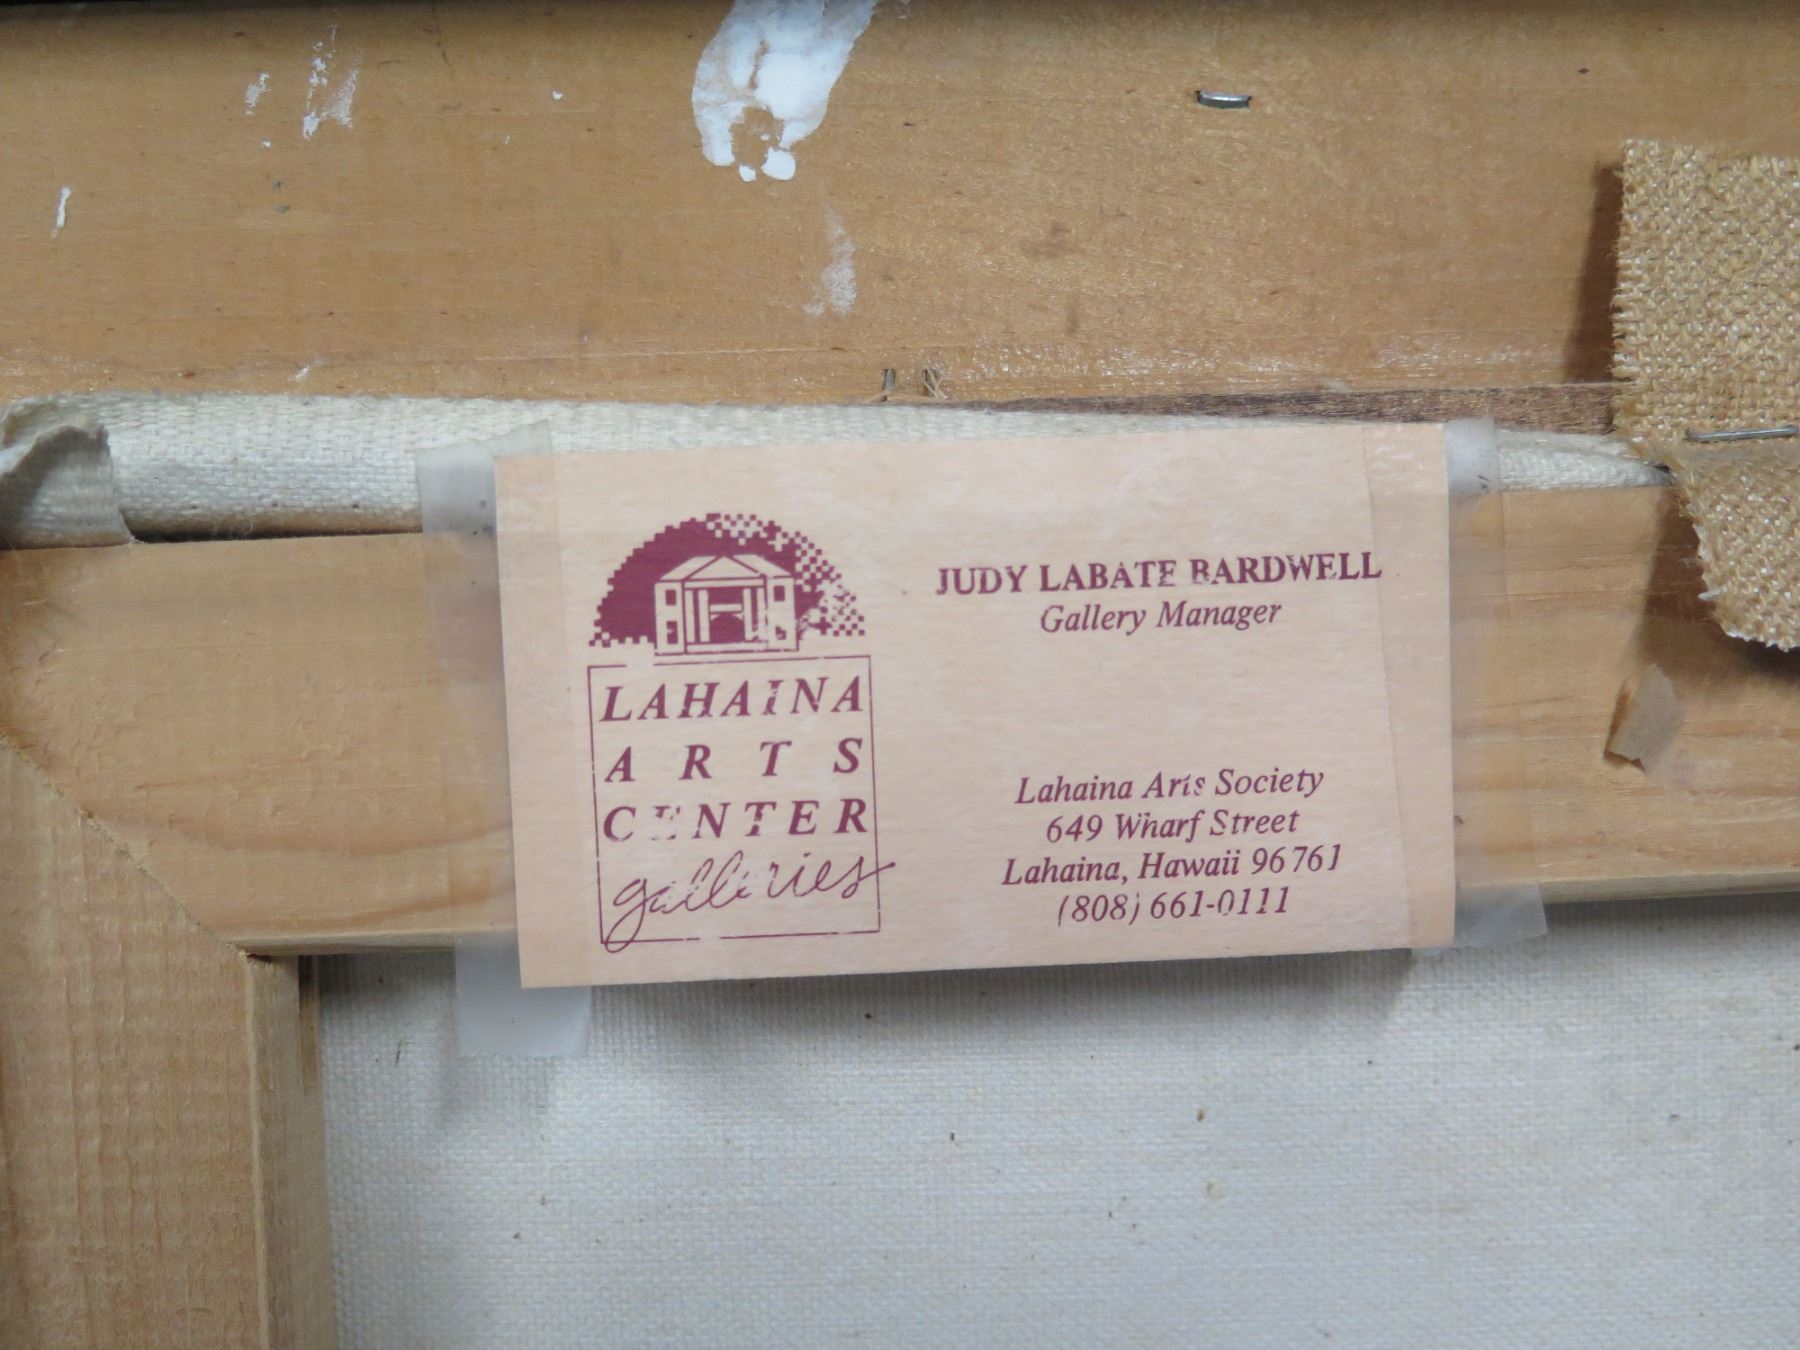 LAHAINA
ARTS
CENTER
galleries
JUDY LABATE BARDWELL
Gallery Manager
Lahaina Arts Society
649 Wharf Street
Lahaina, Hawaii 96761
(808) 661-0111